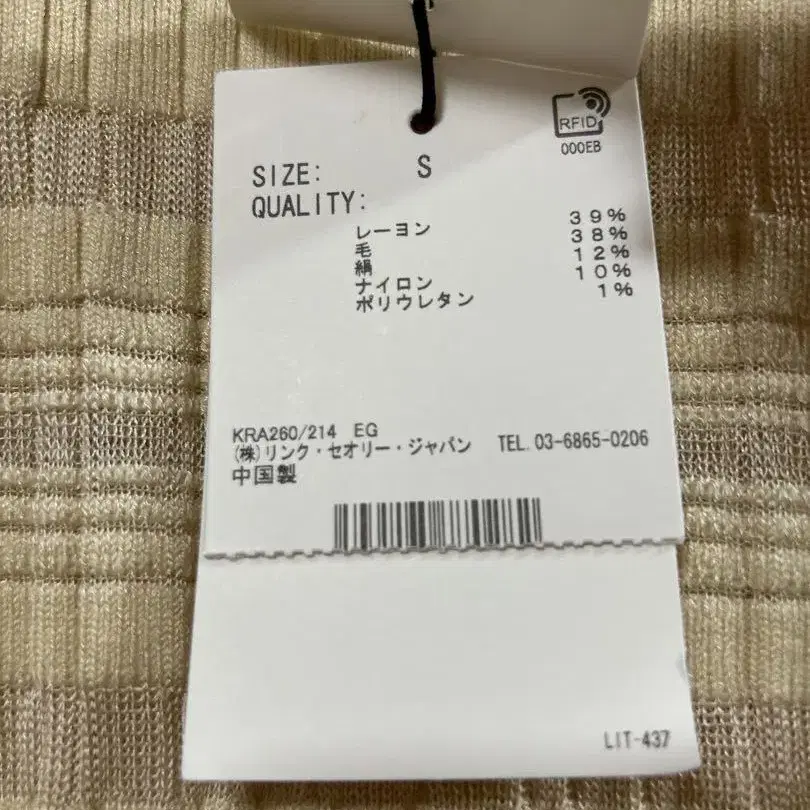 RFID
000EB
SIZE: S
QUALITY:
レーヨン 39%
毛 38%
絹 12%
ナイロン 10%
ポリウレタン 1%
KRA260/214 EG
(株)リンク・セオリー・ジャパン TEL.03-6865-0206
中国製
LIT-437